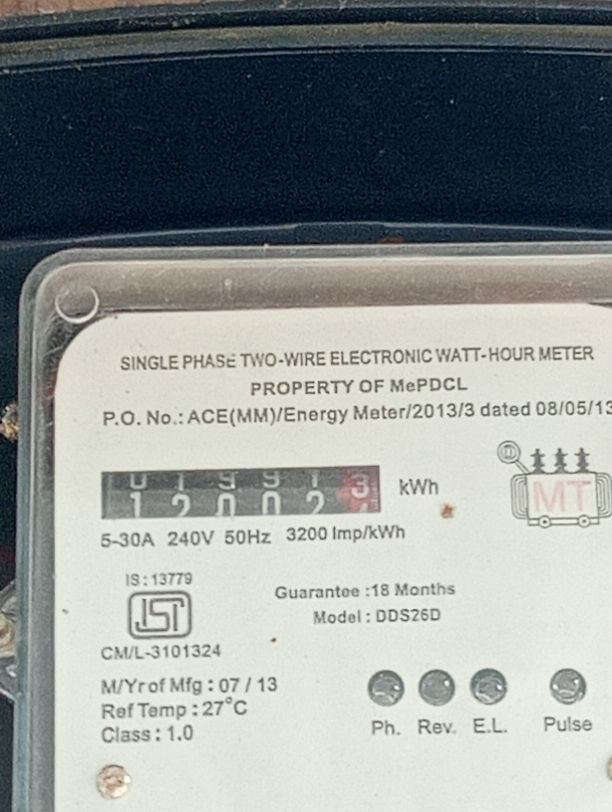 SINGLE PHASE TWO-WIRE ELECTRONIC WATT-HOUR METER
PROPERTY OF MePDCL
P.O. No.: ACE(MM)/Energy Meter/2013/3 dated 08/05/13
kWh
MT
5-30A 240V 50Hz 3200 Imp/kWh
IS : 13779
ISI
CM/L-3101324
Guarantee :18 Months
Model : DDS26D
M/Yr of Mfg : 07 / 13
Ref Temp : 27°C
Class : 1.0
Ph. Rev. E.L. Pulse